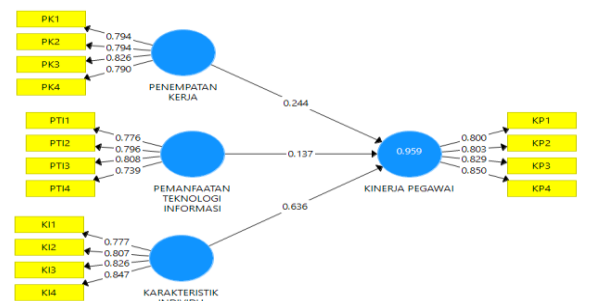 PK1
PK2
PK3
PK4
0.794
0.794
0.826
0.790
PENEMPATAN
KERJA
0.244
PTI1
PTI2
PTI3
PTI4
0.776
0.796
0.808
0.739
PEMANFAATAN
TEKNOLOGI
INFORMASI
0.137
0.959
KINERJA PEGAWAI
0.800
0.803
0.829
0.850
KP1
KP2
KP3
KP4
0.636
KI1
KI2
KI3
KI4
0.777
0.807
0.826
0.847
KARAKTERISTIK